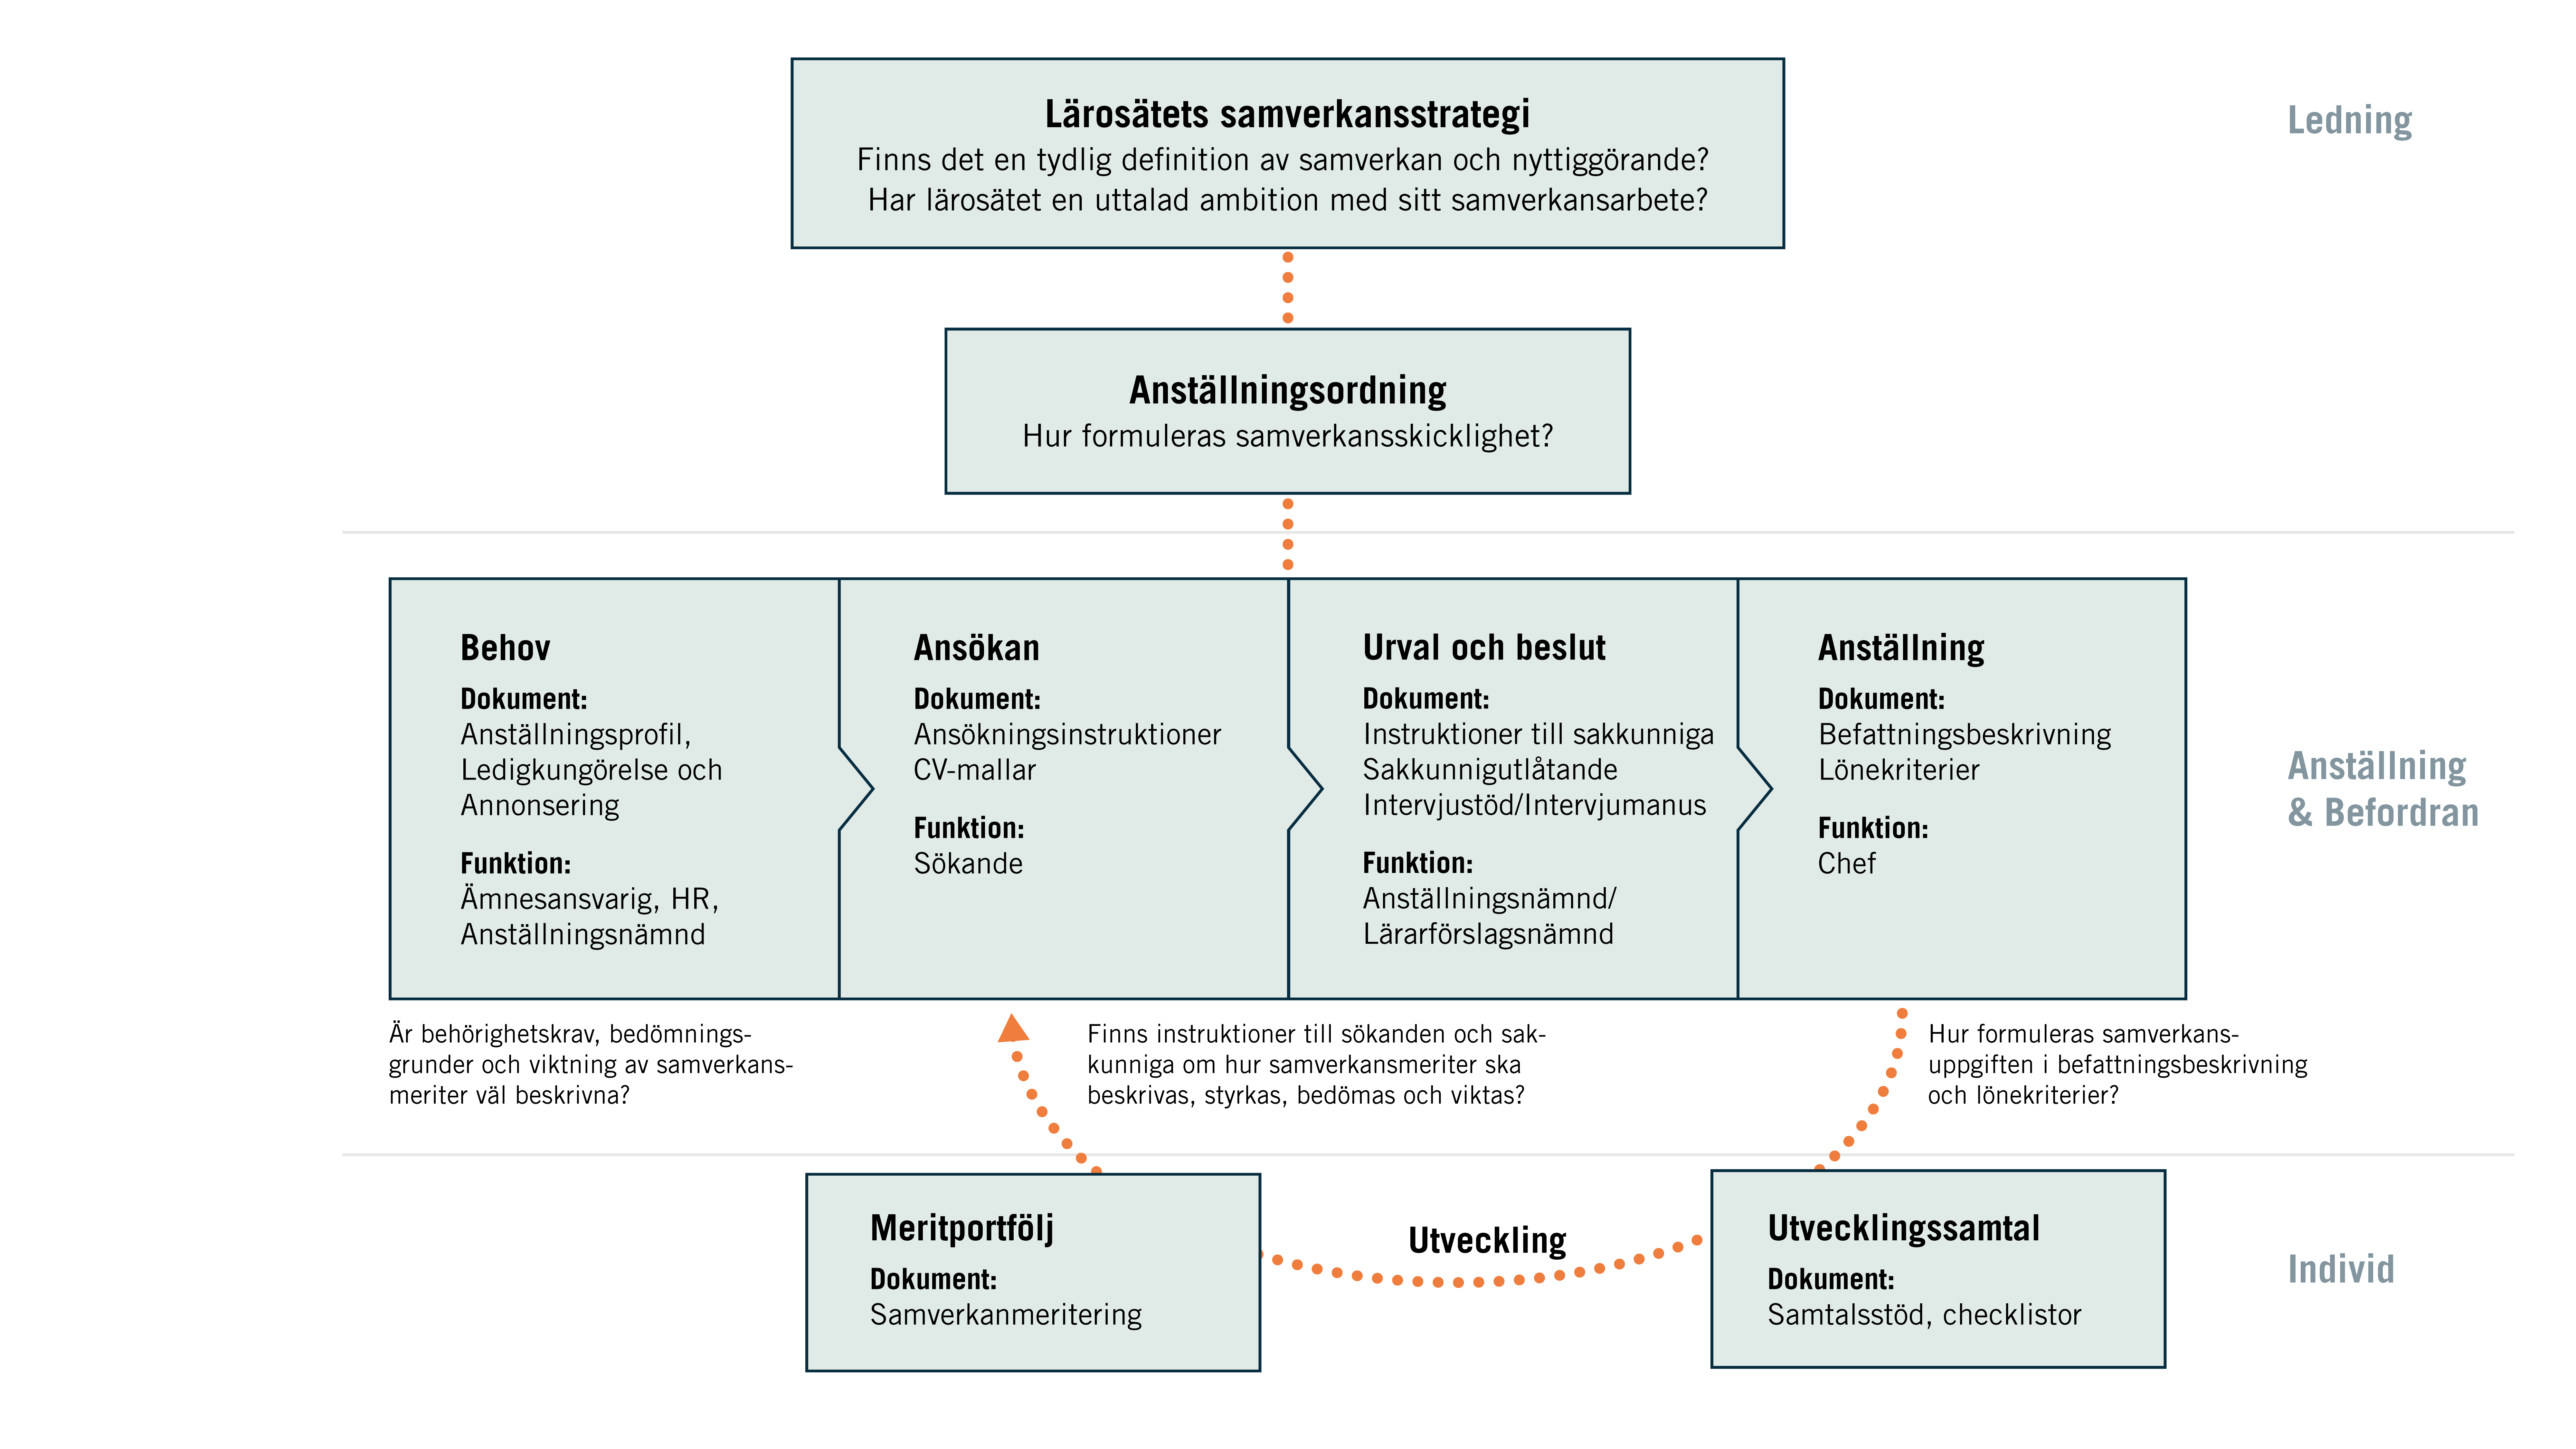 Lärosätets samverkansstrategi
Finns det en tydlig definition av samverkan och nyttiggörande?
Har lärosätet en uttalad ambition med sitt samverkansarbete?
Ledning
Anställningsordning
Hur formuleras samverkansskicklighet?
Behov
Dokument:
Anställningsprofil,
Ledigkungörelse och
Annonsering
Funktion:
Ämnesansvarig, HR,
Anställningsnämnd
Ansökan
Dokument:
Ansökningsinstruktioner
CV-mallar
Funktion:
Sökande
Urval och beslut
Dokument:
Instruktioner till sakkunniga
Sakkunnigutlåtande
Intervjustöd/Intervjumanus
Funktion:
Anställningsnämnd/
Lärarförslagsnämnd
Anställning
Dokument:
Befattningsbeskrivning
Lönekriterier
Funktion:
Chef
Anställning
& Befordran
Är behörighetskrav, bedömnings-
grunder och viktning av samverkans-
meriter väl beskrivna?
Finns instruktioner till sökanden och sak-
kunniga om hur samverkansmeriter ska
beskrivas, styrkas, bedömas och viktas?
Hur formuleras samverkans-
uppgiften i befattningsbeskrivning
och lönekriterier?
Meritportfölj
Dokument:
Samverkanmeritering
Utveckling
Utvecklingssamtal
Dokument:
Samtalsstöd, checklistor
Individ